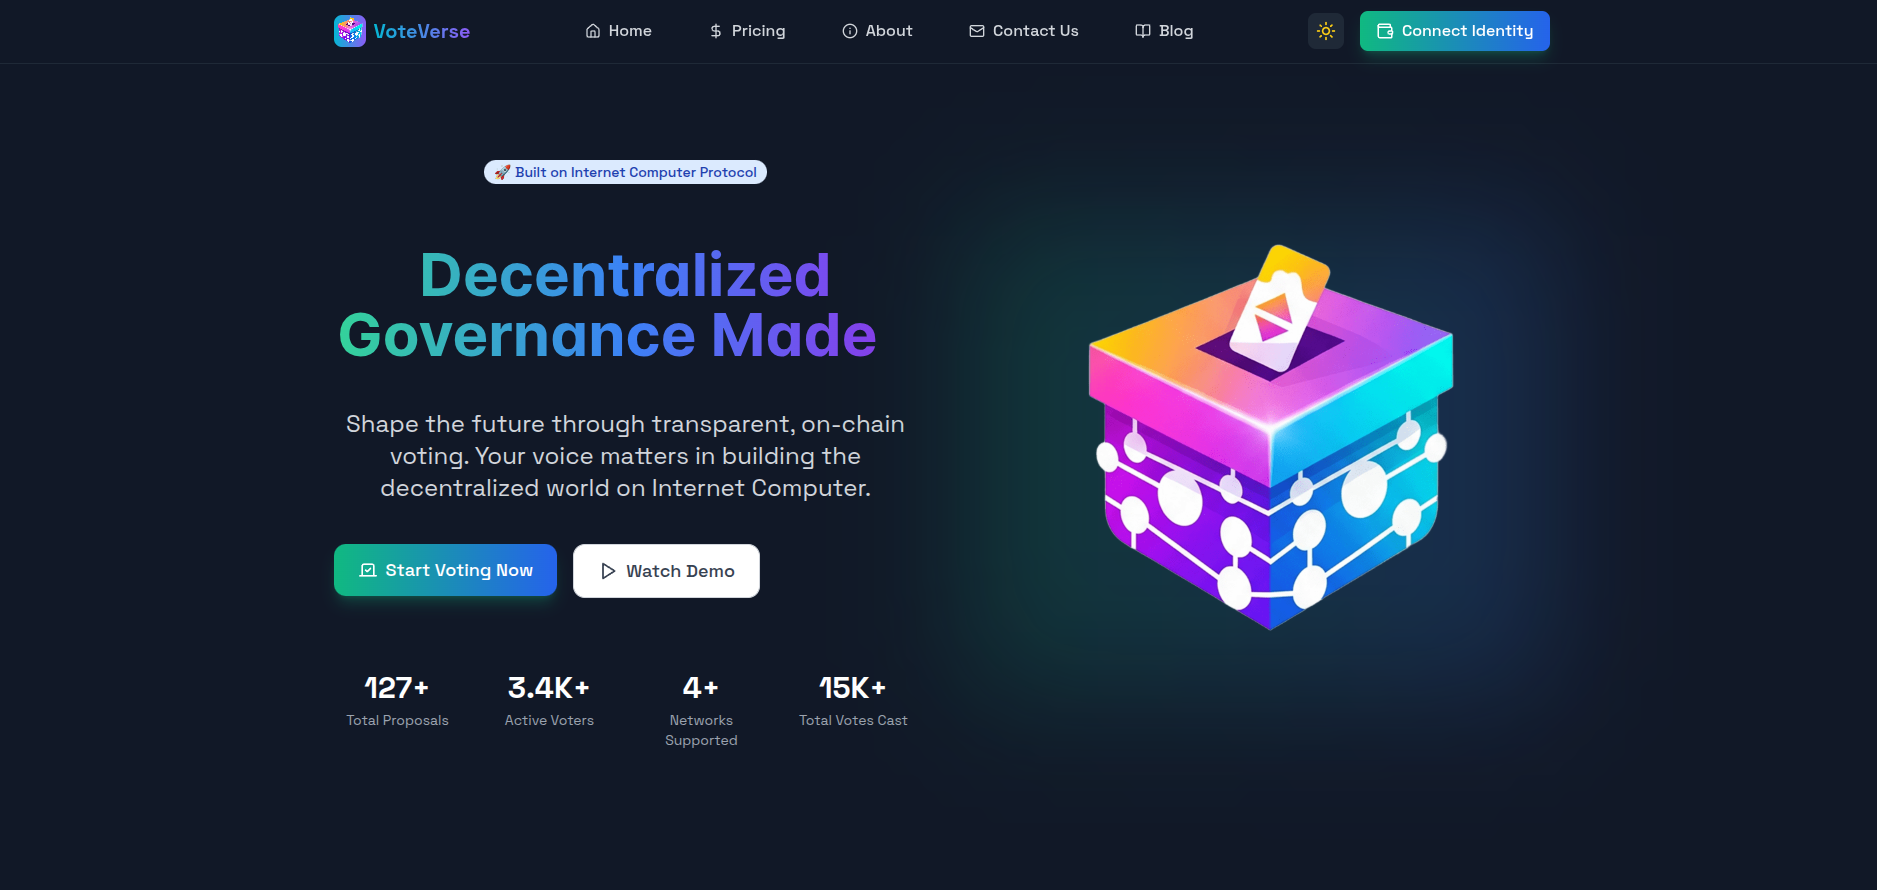 VoteVerse
Home
Pricing
About
Contact Us
Blog
Connect Identity
🚀 Built on Internet Computer Protocol
Decentralized
Governance Made
Shape the future through transparent, on-chain
voting. Your voice matters in building the
decentralized world on Internet Computer.
Start Voting Now
Watch Demo
127+
Total Proposals
3.4K+
Active Voters
4+
Networks
Supported
15K+
Total Votes Cast